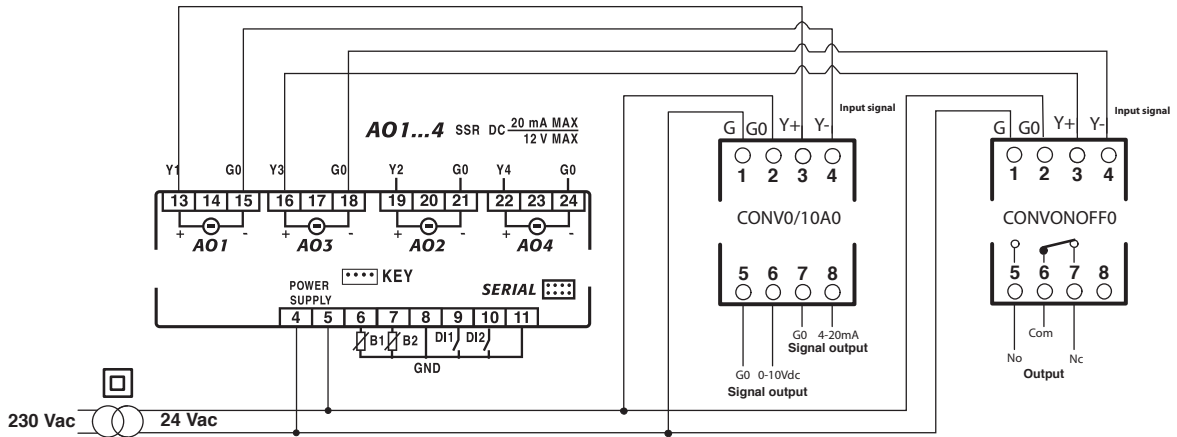 Input signal
Input signal
AO1...4 SSR DC 20 mA MAX
12 V MAX
G G0 Y+ Y-
G G0 Y+ Y-
Y1 G0 Y3 G0 Y2 G0 Y4 G0
1 2 3 4
1 2 3 4
13 14 15 16 17 18 19 20 21 22 23 24
CONV0/10A0
CONVONOFF0
+ - + - + - + -
AO1 AO3 AO2 AO4
KEY
POWER
SUPPLY
SERIAL
5 6 7 8
5 6 7 8
4 5 6 7 8 9 10 11
B1 B2 DI1 DI2
GND
G0 4-20mA
Signal output
G0 0-10Vdc
Signal output
Com
No Nc
Output
230 Vac 24 Vac